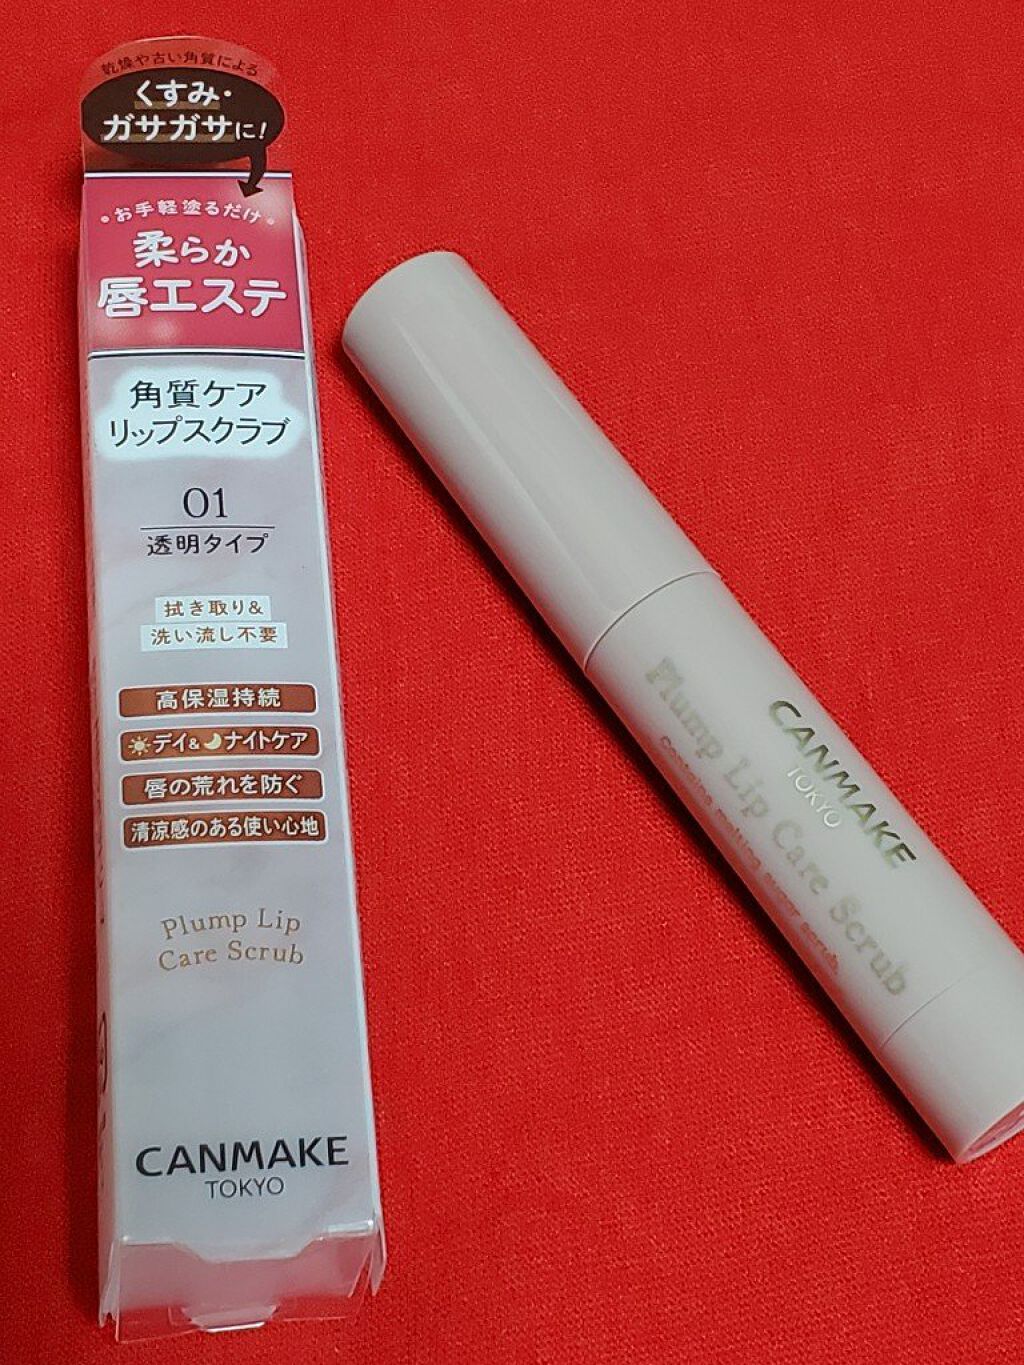 乾燥や古い角質による
くすみ・
ガサガサに!
お手軽塗るだけ
柔らか
唇エステ
角質ケア
リップスクラブ
01
透明タイプ
拭き取り&
洗い流し不要
高保湿持続
デイ&ナイトケア
唇の荒れを防ぐ
清涼感のある使い心地
Plump Lip
Care Scrub
CANMAKE
TOKYO
CANMAKE
TOKYO
Plump Lip Care Scrub
Contains melting sugar scrub